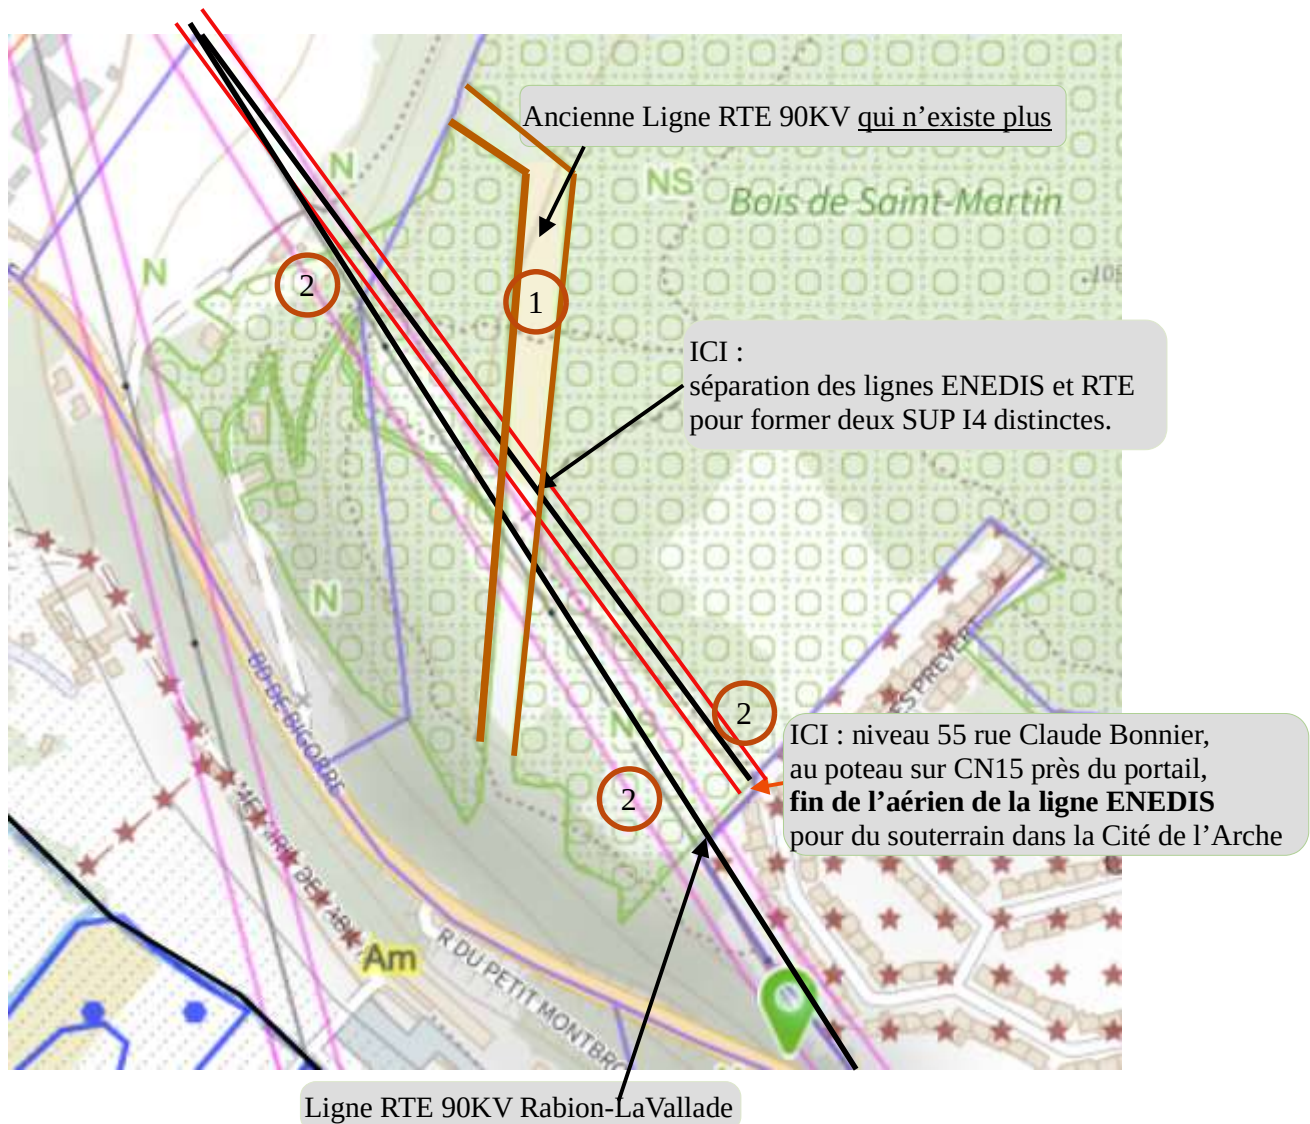 Ancienne Ligne RTE 90KV qui n’existe plus
N
NS
Bois de Saint-Martin
N
2
1
ICI :
séparation des lignes ENEDIS et RTE
pour former deux SUP I4 distinctes.
N
BD DE BIGORRE
2
NS
2
ICI : niveau 55 rue Claude Bonnier,
au poteau sur CN15 près du portail,
fin de l’aérien de la ligne ENEDIS
pour du souterrain dans la Cité de l’Arche
Am
R DU PETIT MONTBRO
Ligne RTE 90KV Rabion-LaVallade